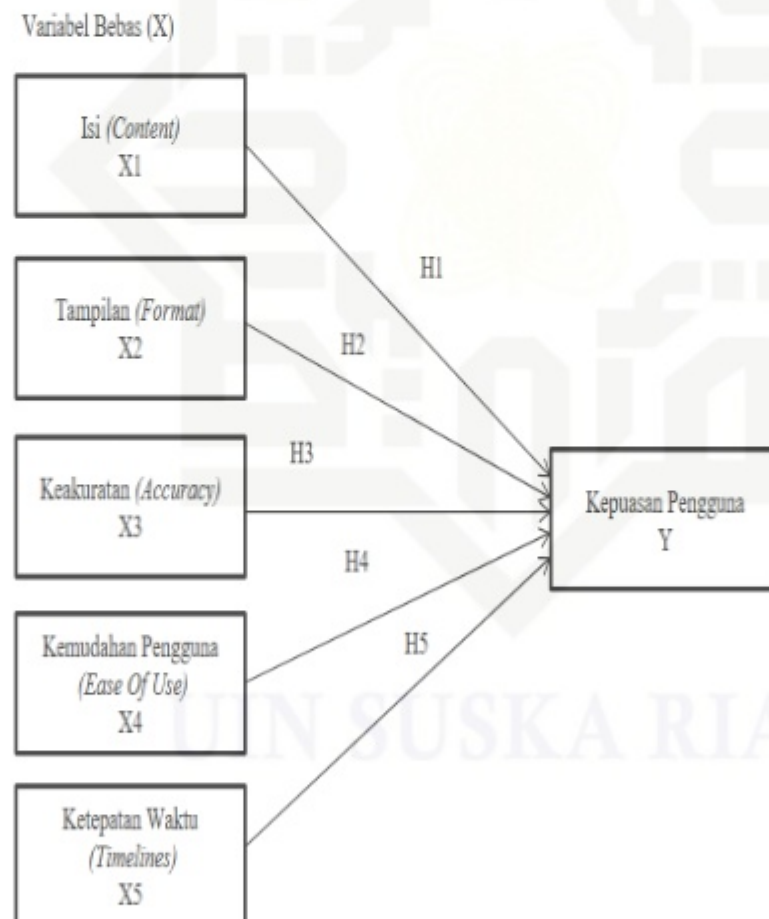 Variabel Bebas (X)
Isi (Content)
X1
H1
Tampilan (Format)
X2
H2
Keakuratan (Accuracy)
X3
H3
Kepuasan Pengguna
Y
Kemudahan Pengguna
(Ease Of Use)
X4
H4
H5
Ketepatan Waktu
(Timelines)
X5
UIN SUSKA RIA